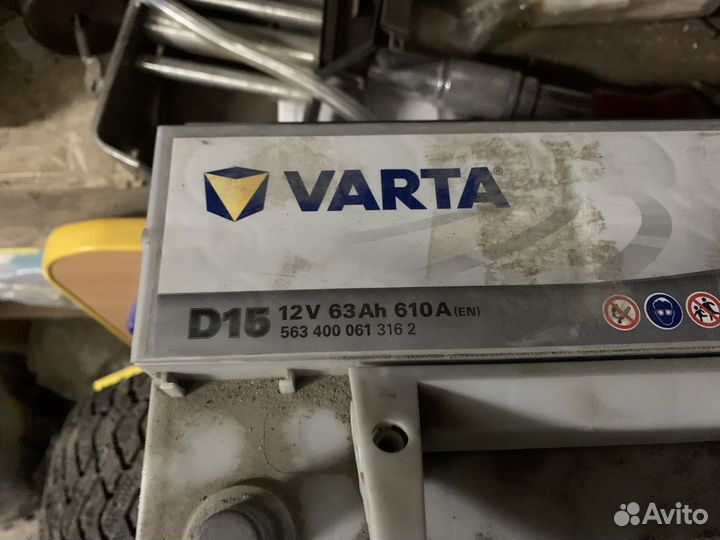 VARTA®
D15 12V 63Ah 610A (EN)
563 400 061 316 2
Avito